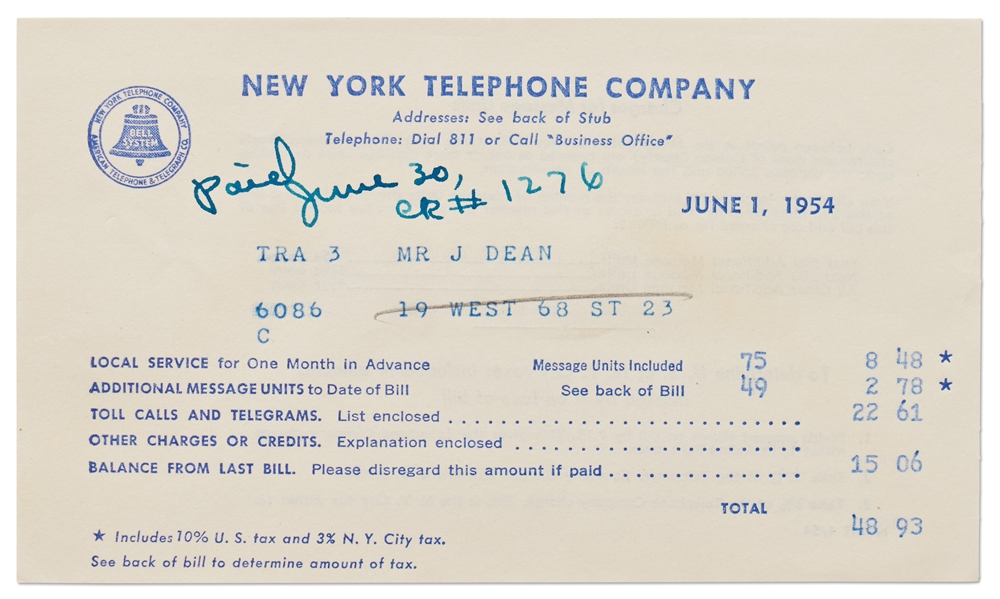 NEW YORK TELEPHONE COMPANY
Addresses: See back of Stub
Telephone: Dial 811 or Call "Business Office"
NEW YORK TELEPHONE COMPANY
BELL SYSTEM
AMERICAN TELEPHONE & TELEGRAPH CO.
Paid June 30,
CR # 1276
JUNE 1, 1954
TRA 3 MR J DEAN
6086 19 WEST 68 ST 23
C
LOCAL SERVICE for One Month in Advance Message Units Included 75 8 48 *
ADDITIONAL MESSAGE UNITS to Date of Bill See back of Bill 49 2 78 *
TOLL CALLS AND TELEGRAMS. List enclosed 22 61
OTHER CHARGES OR CREDITS. Explanation enclosed
BALANCE FROM LAST BILL. Please disregard this amount if paid 15 06
TOTAL 48 93
★ Includes 10% U. S. tax and 3% N. Y. City tax.
See back of bill to determine amount of tax.